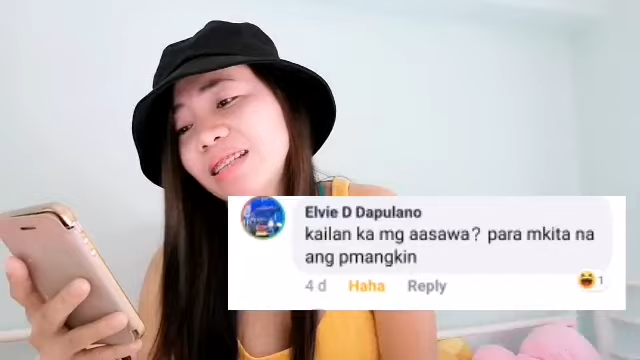 Elvie D Dapulano
kailan ka mg aasawa? para mkita na
ang pmangkin
4 d Haha Reply
1